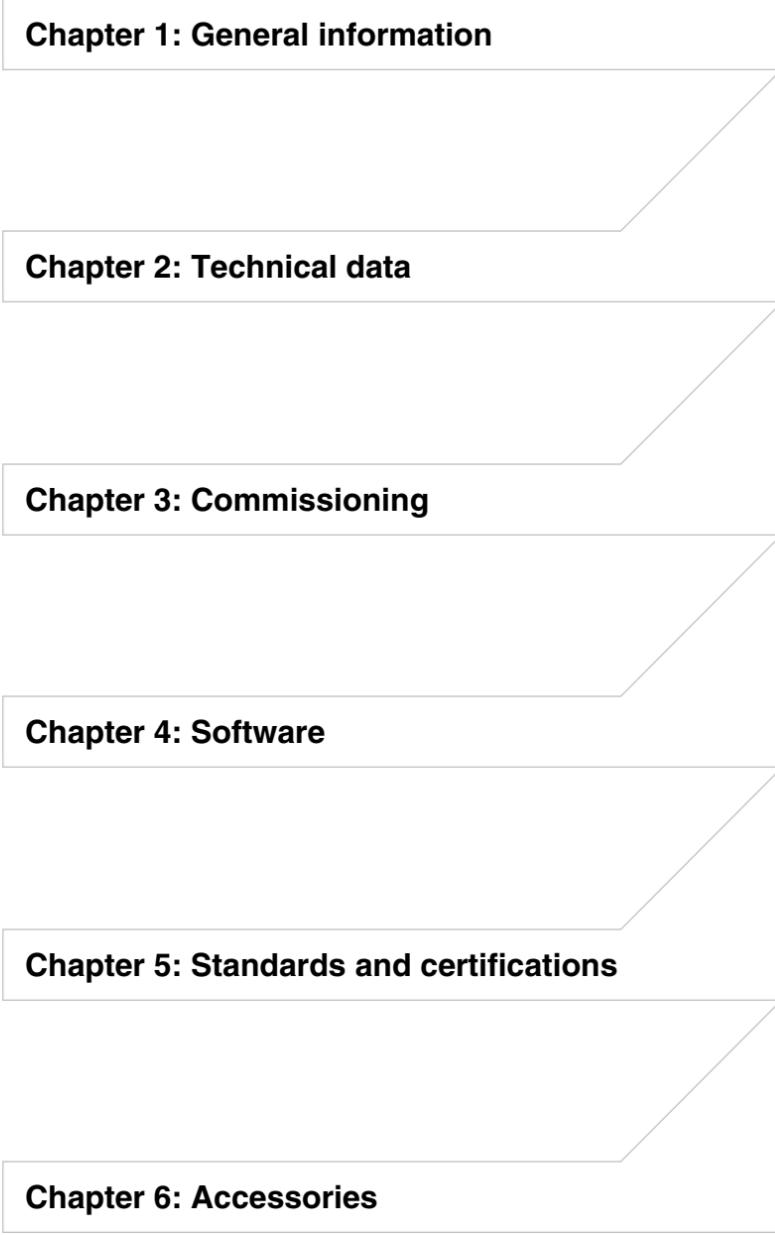 Chapter 1: General information
Chapter 2: Technical data
Chapter 3: Commissioning
Chapter 4: Software
Chapter 5: Standards and certifications
Chapter 6: Accessories